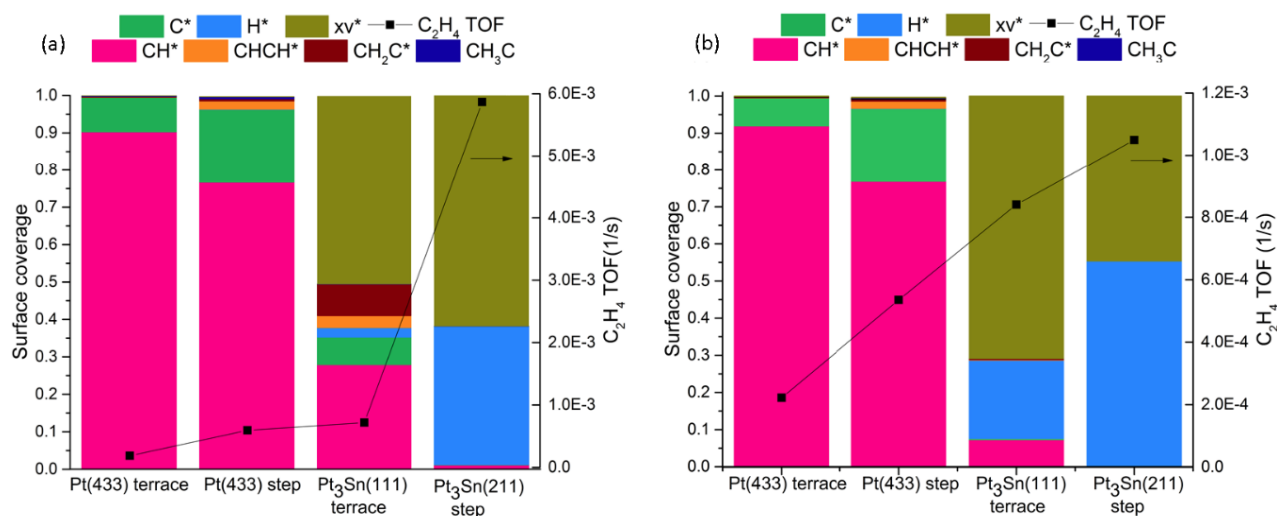 (a)
C* H* xv* C₂H₄ TOF
CH* CHCH* CH₂C* CH₃C
Surface coverage
1.0
0.9
0.8
0.7
0.6
0.5
0.4
0.3
0.2
0.1
0.0
6.0E-3
5.0E-3
4.0E-3
3.0E-3
2.0E-3
1.0E-3
0.0
C₂H₄ TOF(1/s)
Pt(433) terrace Pt(433) step Pt₃Sn(111) Pt₃Sn(211)
terrace step
(b)
C* H* xv* C₂H₄ TOF
CH* CHCH* CH₂C* CH₃C
Surface coverage
1.0
0.9
0.8
0.7
0.6
0.5
0.4
0.3
0.2
0.1
0.0
1.2E-3
1.0E-3
8.0E-4
6.0E-4
4.0E-4
2.0E-4
0.0
C₂H₄ TOF (1/s)
Pt(433) terrace Pt(433) step Pt₃Sn(111) Pt₃Sn(211)
terrace step